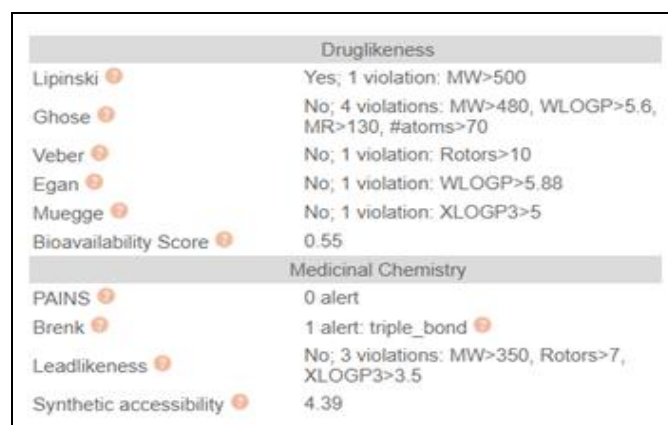 Druglikeness
Lipinski ? Yes; 1 violation: MW>500
Ghose ? No; 4 violations: MW>480, WLOGP>5.6,
MR>130, #atoms>70
Veber ? No; 1 violation: Rotors>10
Egan ? No; 1 violation: WLOGP>5.88
Muegge ? No; 1 violation: XLOGP3>5
Bioavailability Score ? 0.55
Medicinal Chemistry
PAINS ? 0 alert
Brenk ? 1 alert: triple_bond ?
Leadlikeness ? No; 3 violations: MW>350, Rotors>7,
XLOGP3>3.5
Synthetic accessibility ? 4.39